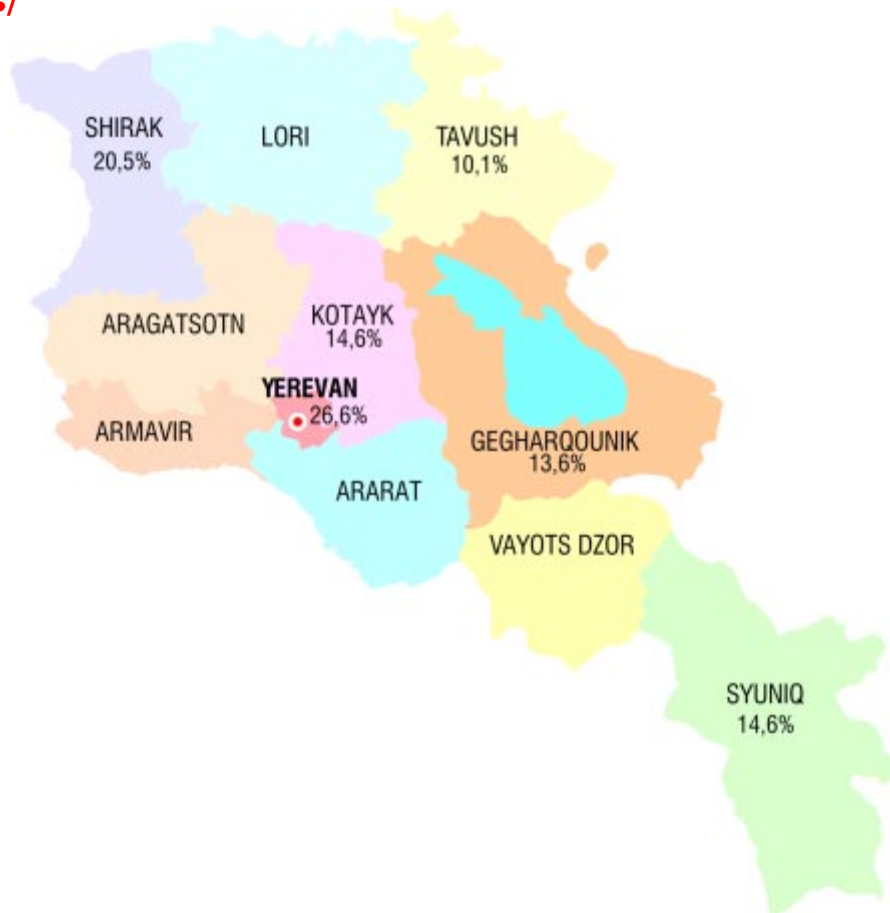 SHIRAK
20,5%
LORI
TAVUSH
10,1%
ARAGATSOTN
KOTAYK
14,6%
YEREVAN
26,6%
ARMAVIR
GEGHARQOUNIK
13,6%
ARARAT
VAYOTS DZOR
SYUNIQ
14,6%